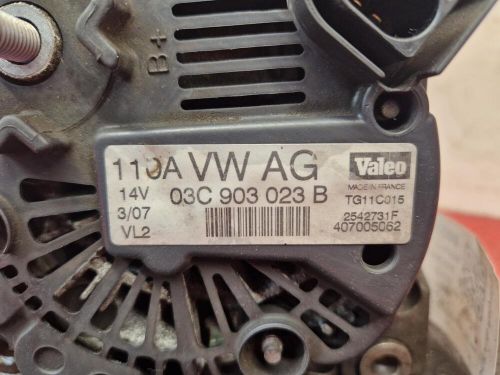 B+
110A VW AG
Valeo
MADE IN FRANCE
14V 03C 903 023 B
TG11C015
3/07
2542731F
VL2
407005062